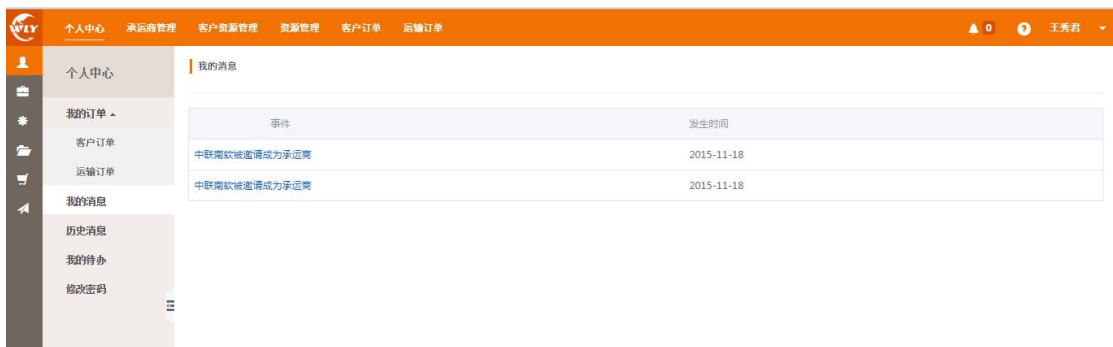 WLY 个人中心 承运商管理 客户资源管理 资源管理 客户订单 运输订单 0 ? 王秀君
个人中心
我的消息
我的订单
客户订单
运输订单
我的消息
历史消息
我的待办
修改密码
事件 发生时间
中联南软被邀请成为承运商 2015-11-18
中联南软被邀请成为承运商 2015-11-18